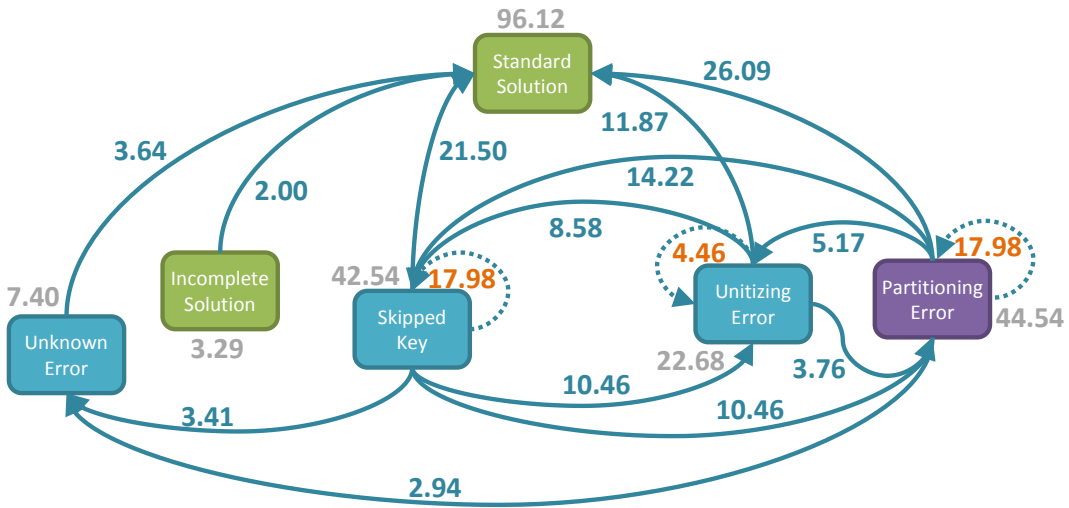 96.12
Standard
Solution
26.09
11.87
3.64
21.50
14.22
2.00
8.58
5.17
4.46
17.98
42.54
17.98
Incomplete
Solution
7.40
3.29
Unknown
Error
Skipped
Key
Unitizing
Error
Partitioning
Error
44.54
22.68
3.76
10.46
10.46
3.41
2.94